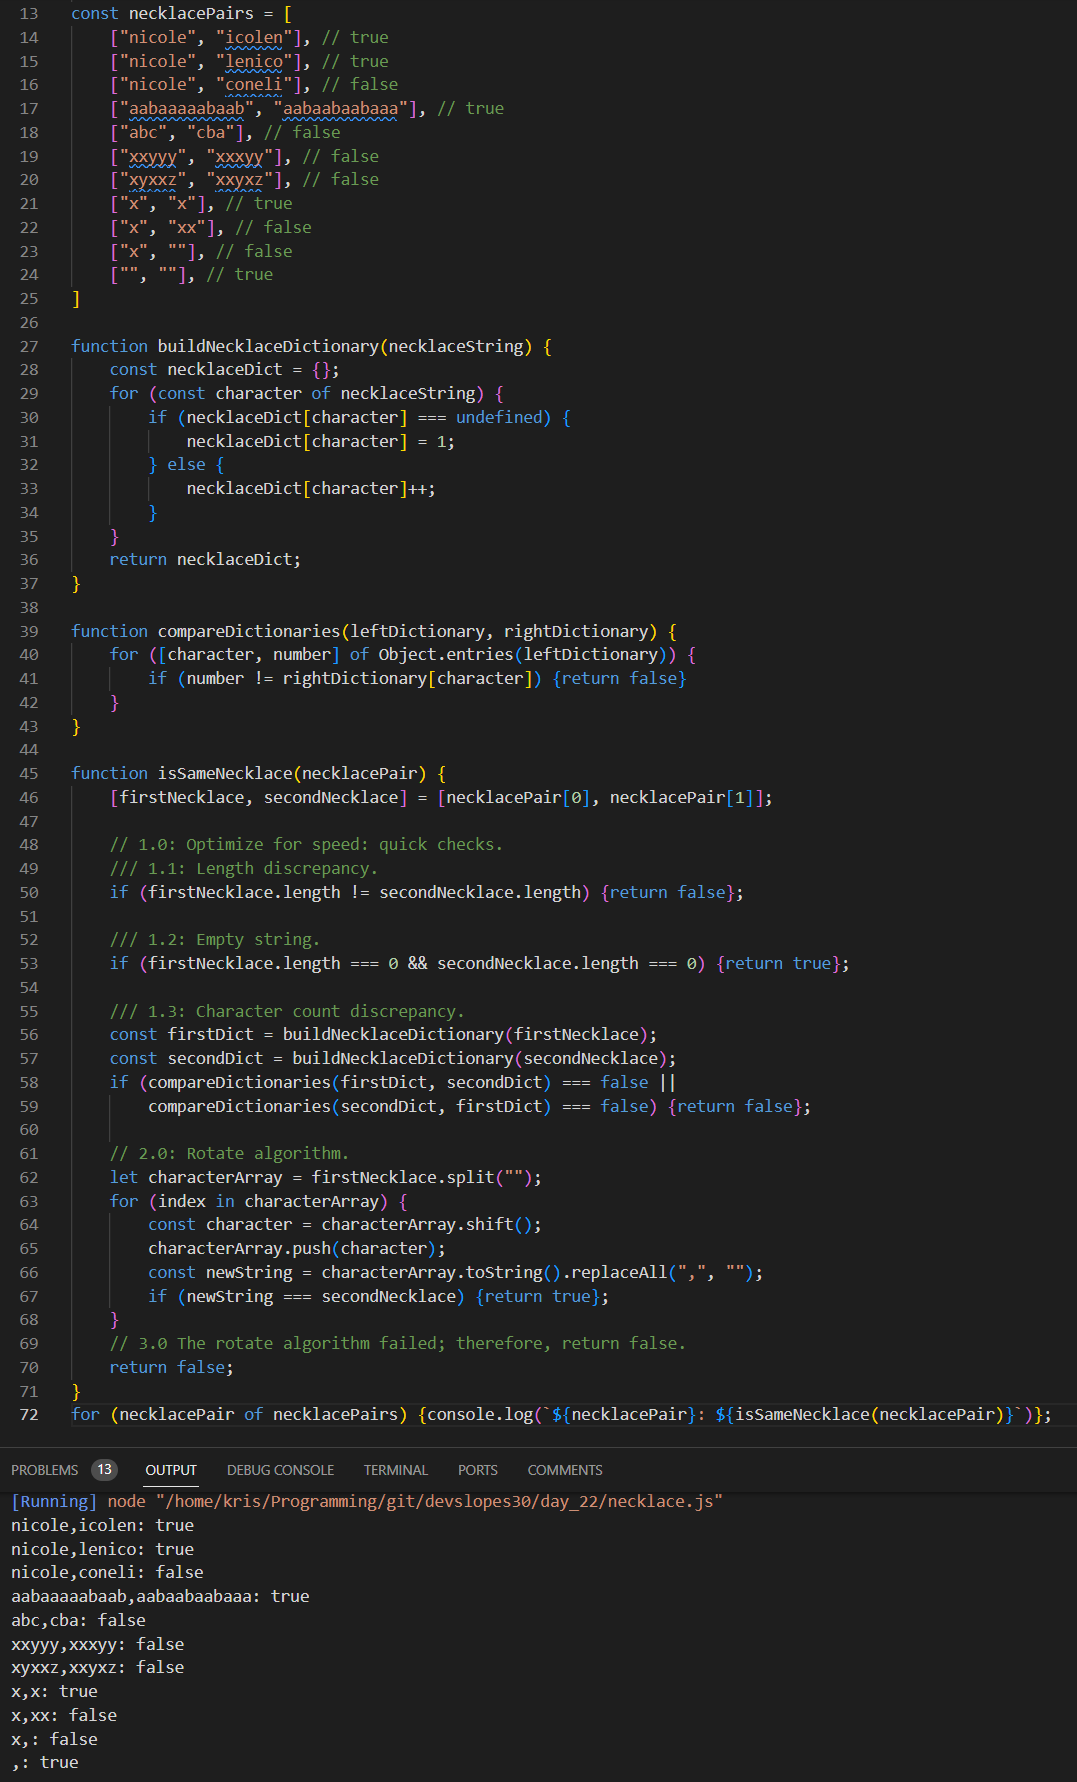 13 const necklacePairs = [
14     ["nicole", "icolen"], // true
15     ["nicole", "lenico"], // true
16     ["nicole", "coneli"], // false
17     ["aabaaaaabaab", "aabaabaabaaa"], // true
18     ["abc", "cba"], // false
19     ["xxyyy", "xxxyy"], // false
20     ["xyxxz", "xxyxz"], // false
21     ["x", "x"], // true
22     ["x", "xx"], // false
23     ["x", ""], // false
24     ["", ""], // true
25 ]
26
27 function buildNecklaceDictionary(necklaceString) {
28     const necklaceDict = {};
29     for (const character of necklaceString) {
30         if (necklaceDict[character] === undefined) {
31             necklaceDict[character] = 1;
32         } else {
33             necklaceDict[character]++;
34         }
35     }
36     return necklaceDict;
37 }
38
39 function compareDictionaries(leftDictionary, rightDictionary) {
40     for ([character, number] of Object.entries(leftDictionary)) {
41         if (number != rightDictionary[character]) {return false}
42     }
43 }
44
45 function isSameNecklace(necklacePair) {
46     [firstNecklace, secondNecklace] = [necklacePair[0], necklacePair[1]];
47
48     // 1.0: Optimize for speed: quick checks.
49     /// 1.1: Length discrepancy.
50     if (firstNecklace.length != secondNecklace.length) {return false};
51
52     /// 1.2: Empty string.
53     if (firstNecklace.length === 0 && secondNecklace.length === 0) {return true};
54
55     /// 1.3: Character count discrepancy.
56     const firstDict = buildNecklaceDictionary(firstNecklace);
57     const secondDict = buildNecklaceDictionary(secondNecklace);
58     if (compareDictionaries(firstDict, secondDict) === false ||
59         compareDictionaries(secondDict, firstDict) === false) {return false};
60
61     // 2.0: Rotate algorithm.
62     let characterArray = firstNecklace.split("");
63     for (index in characterArray) {
64         const character = characterArray.shift();
65         characterArray.push(character);
66         const newString = characterArray.toString().replaceAll(",", "");
67         if (newString === secondNecklace) {return true};
68     }
69     // 3.0 The rotate algorithm failed; therefore, return false.
70     return false;
71 }
72 for (necklacePair of necklacePairs) {console.log(`${necklacePair}: ${isSameNecklace(necklacePair)}`)};
PROBLEMS 13 OUTPUT DEBUG CONSOLE TERMINAL PORTS COMMENTS
[Running] node "/home/kris/Programming/git/devslopes30/day_22/necklace.js"
nicole,icolen: true
nicole,lenico: true
nicole,coneli: false
aabaaaaabaab,aabaabaabaaa: true
abc,cba: false
xxyyy,xxxyy: false
xyxxz,xxyxz: false
x,x: true
x,xx: false
x,: false
,: true